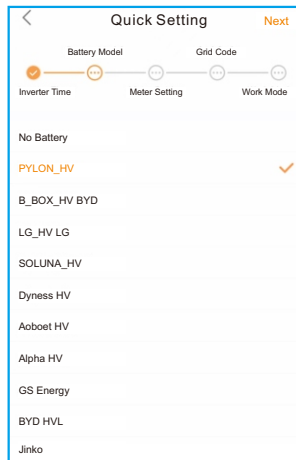 Quick Setting Next
Battery Model Grid Code
Inverter Time Meter Setting Work Mode
No Battery
PYLON_HV
B_BOX_HV BYD
LG_HV LG
SOLUNA_HV
Dyness HV
Aoboet HV
Alpha HV
GS Energy
BYD HVL
Jinko